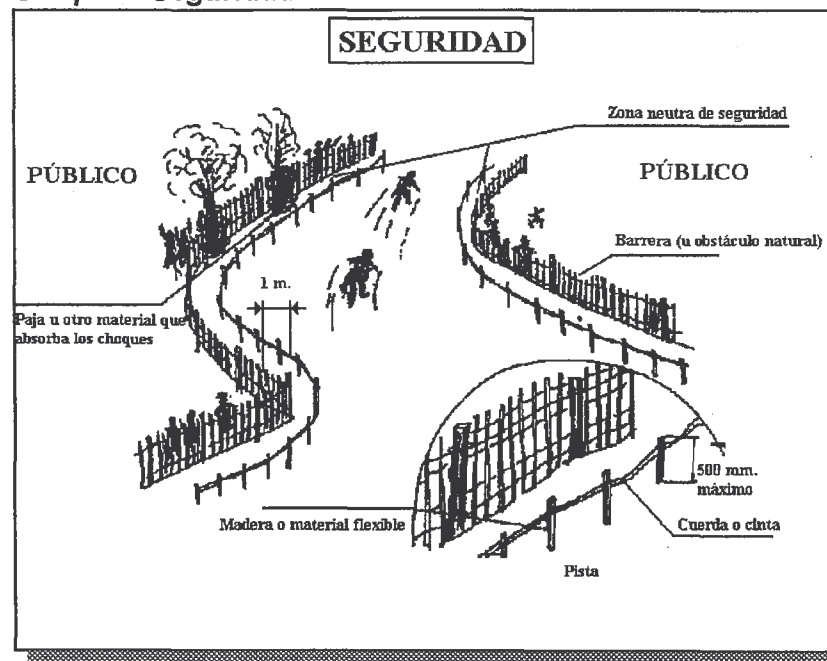 SEGURIDAD
Zona neutra de seguridad
PÚBLICO
PÚBLICO
Barrera (u obstáculo natural)
1 m.
Paja u otro material que
absorba los choques
500 mm.
máximo
Madera o material flexible
Cuerda o cinta
Pista